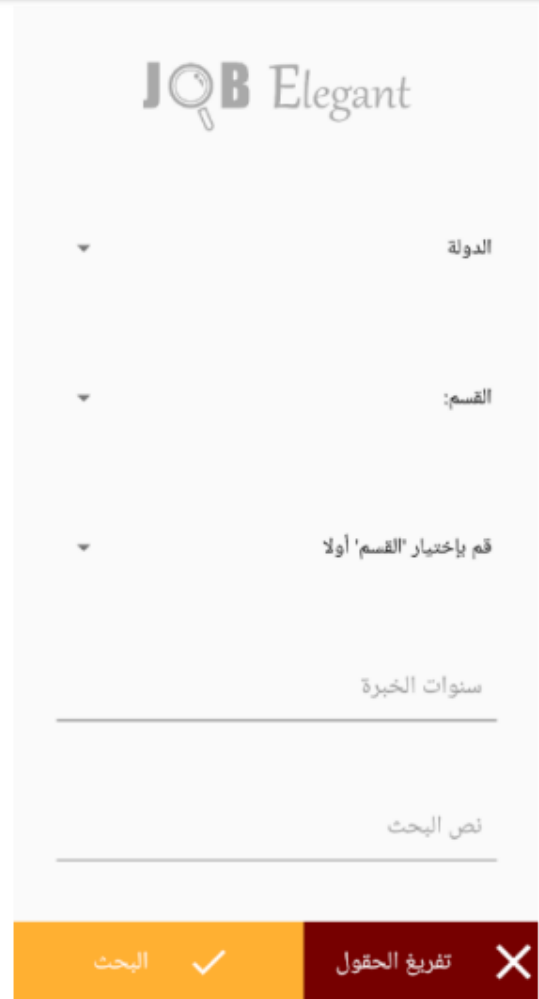 JOB Elegant
الدولة
القسم:
قم بإختيار "القسم" أولا
سنوات الخبرة
نص البحث
تفريغ الحقول
البحث